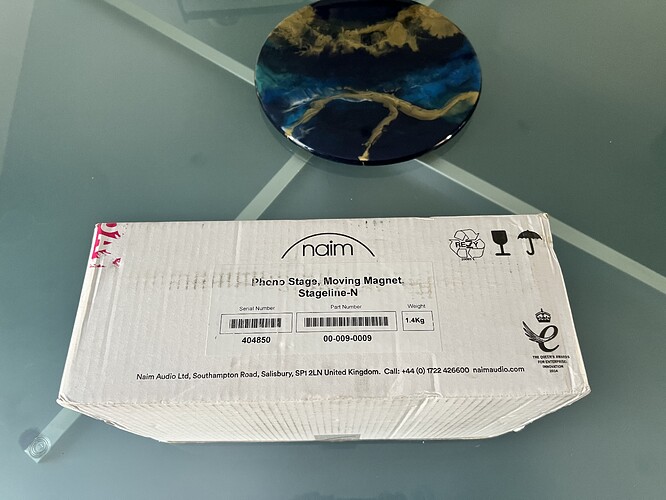 naim
REZY
Phono Stage, Moving Magnet,
Stageline-N
Serial Number
Part Number
Weight
404850
00-009-0009
1.4Kg
THE QUEEN'S AWARDS
FOR ENTERPRISE:
INNOVATION
2014
Naim Audio Ltd, Southampton Road, Salisbury, SP1 2LN United Kingdom. Call: +44 (0) 1722 426600 naimaudio.com